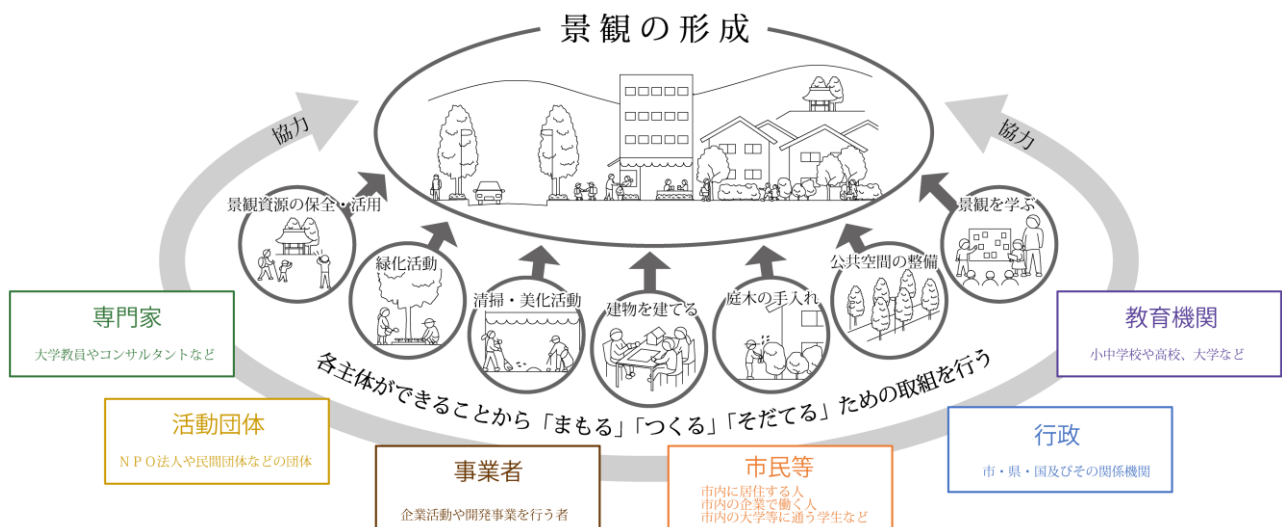 景観の形成
協力
協力
景観資源の保全・活用
緑化活動
清掃・美化活動
建物を建てる
庭木の手入れ
公共空間の整備
景観を学ぶ
各主体ができることから「まもる」「つくる」「そだてる」ための取組を行う
専門家
大学教員やコンサルタントなど
活動団体
ＮＰＯ法人や民間団体などの団体
事業者
企業活動や開発事業を行う者
市民等
市内に居住する人
市内の企業で働く人
市内の大学等に通う学生など
行政
市・県・国及びその関係機関
教育機関
小中学校や高校、大学など